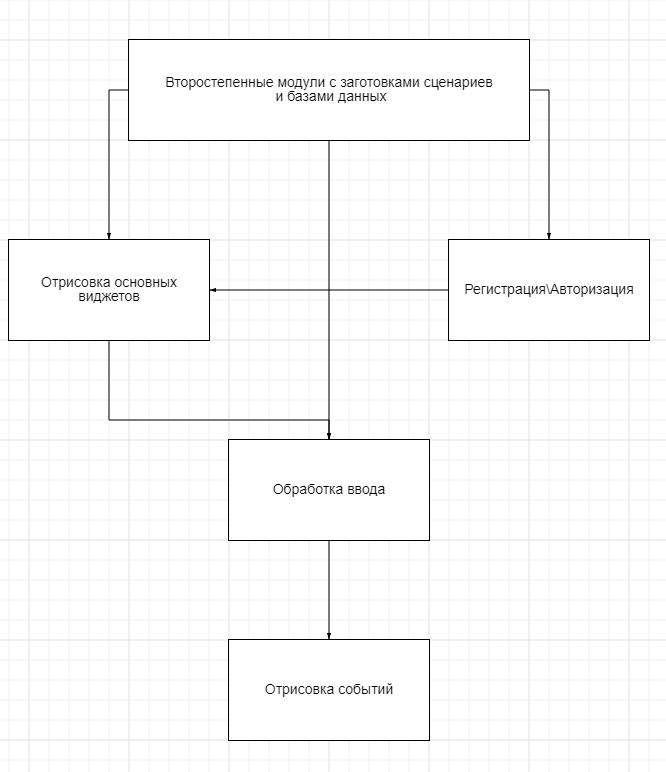 Второстепенные модули с заготовками сценариев
и базами данных
Отрисовка основных
виджетов
Регистрация\Авторизация
Обработка ввода
Отрисовка событий